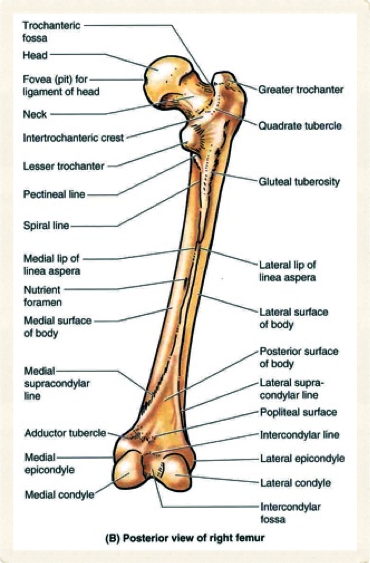 Trochanteric
fossa
Head
Fovea (pit) for
ligament of head
Neck
Intertrochanteric crest
Lesser trochanter
Pectineal line
Spiral line
Medial lip of
linea aspera
Nutrient
foramen
Medial surface
of body
Medial
supracondylar
line
Adductor tubercle
Medial
epicondyle
Medial condyle
Greater trochanter
Quadrate tubercle
Gluteal tuberosity
Lateral lip of
linea aspera
Lateral surface
of body
Posterior surface
of body
Lateral supra-
condylar line
Popliteal surface
Intercondylar line
Lateral epicondyle
Lateral condyle
Intercondylar
fossa
(B) Posterior view of right femur